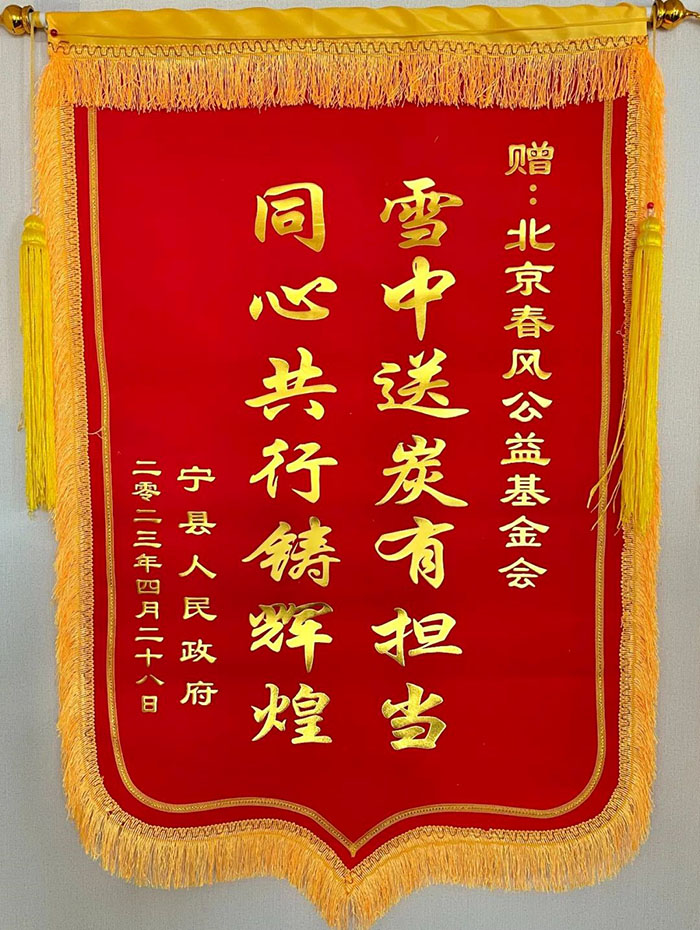 赠：北京春风公益基金会
雪中送炭有担当
同心共行铸辉煌
宁县人民政府
二零二三年四月二十八日